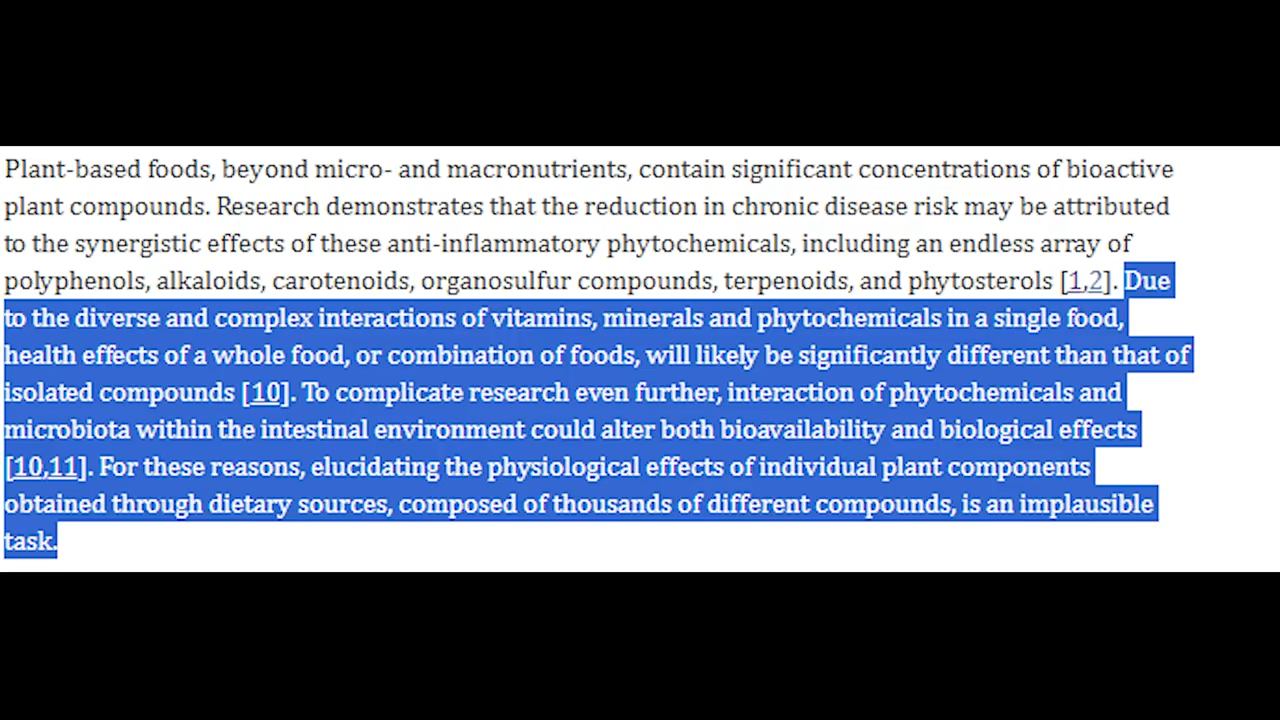 Plant-based foods, beyond micro- and macronutrients, contain significant concentrations of bioactive
plant compounds. Research demonstrates that the reduction in chronic disease risk may be attributed
to the synergistic effects of these anti-inflammatory phytochemicals, including an endless array of
polyphenols, alkaloids, carotenoids, organosulfur compounds, terpenoids, and phytosterols [1,2]. Due
to the diverse and complex interactions of vitamins, minerals and phytochemicals in a single food,
health effects of a whole food, or combination of foods, will likely be significantly different than that of
isolated compounds [10]. To complicate research even further, interaction of phytochemicals and
microbiota within the intestinal environment could alter both bioavailability and biological effects
[10,11]. For these reasons, elucidating the physiological effects of individual plant components
obtained through dietary sources, composed of thousands of different compounds, is an implausible
task.